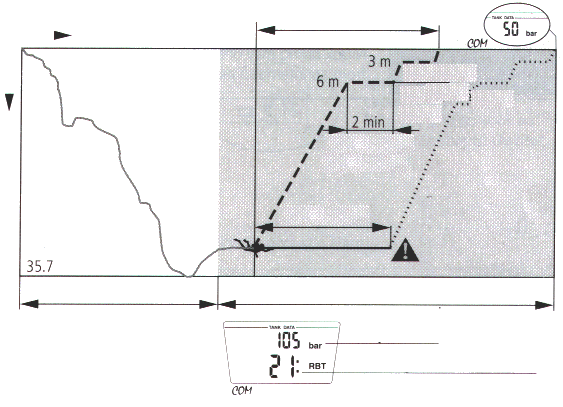 TANK DATA
50 bar
COM
3 m
6 m
2 min
35.7
TANK DATA
105 bar
21: RBT
COM